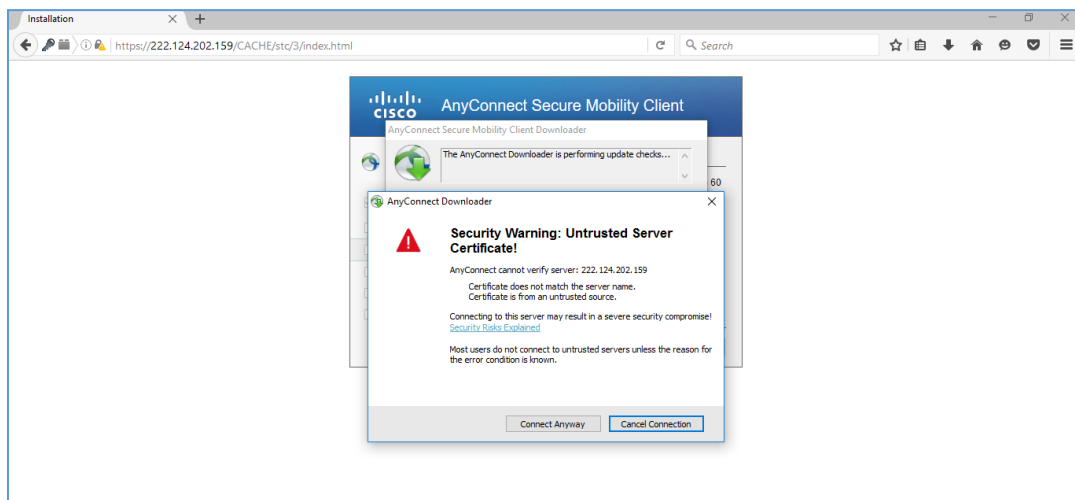 Installation
https://222.124.202.159/CACHE/stc/3/index.html
Search
CISCO
AnyConnect Secure Mobility Client
AnyConnect Secure Mobility Client Downloader
The AnyConnect Downloader is performing update checks...
60
AnyConnect Downloader
Security Warning: Untrusted Server
Certificate!
AnyConnect cannot verify server: 222.124.202.159
Certificate does not match the server name.
Certificate is from an untrusted source.
Connecting to this server may result in a severe security compromise!
Security Risks Explained
Most users do not connect to untrusted servers unless the reason for
the error condition is known.
Connect Anyway
Cancel Connection